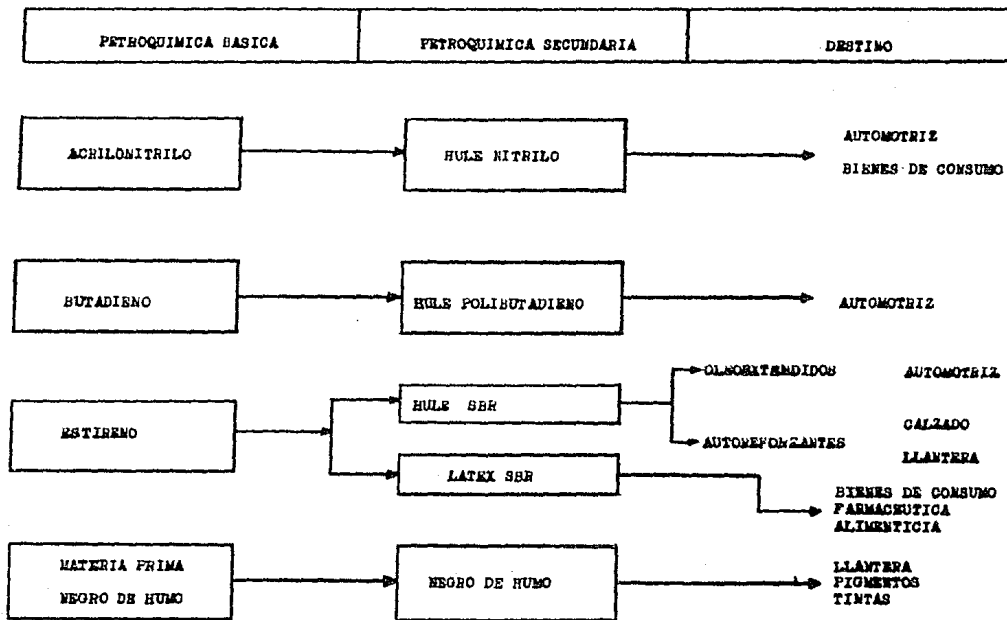 PETROQUIMICA BASICA
PETROQUIMICA SECUNDARIA
DESTINO
ACRILONITRILO
HULE NITRILO
AUTOMOTRIZ
BIENES DE CONSUMO
BUTADIENO
HULE POLIBUTADIENO
AUTOMOTRIZ
ESTIRENO
HULE SBR
OLEOEXTENDIDOS
AUTOMOTRIZ
AUTOREFORZANTES
CALZADO
LLANTERA
LATEX SBR
BIENES DE CONSUMO
FARMACEUTICA
ALIMENTICIA
MATERIA PRIMA
NEGRO DE HUMO
NEGRO DE HUMO
LLANTERA
PIGMENTOS
TINTAS